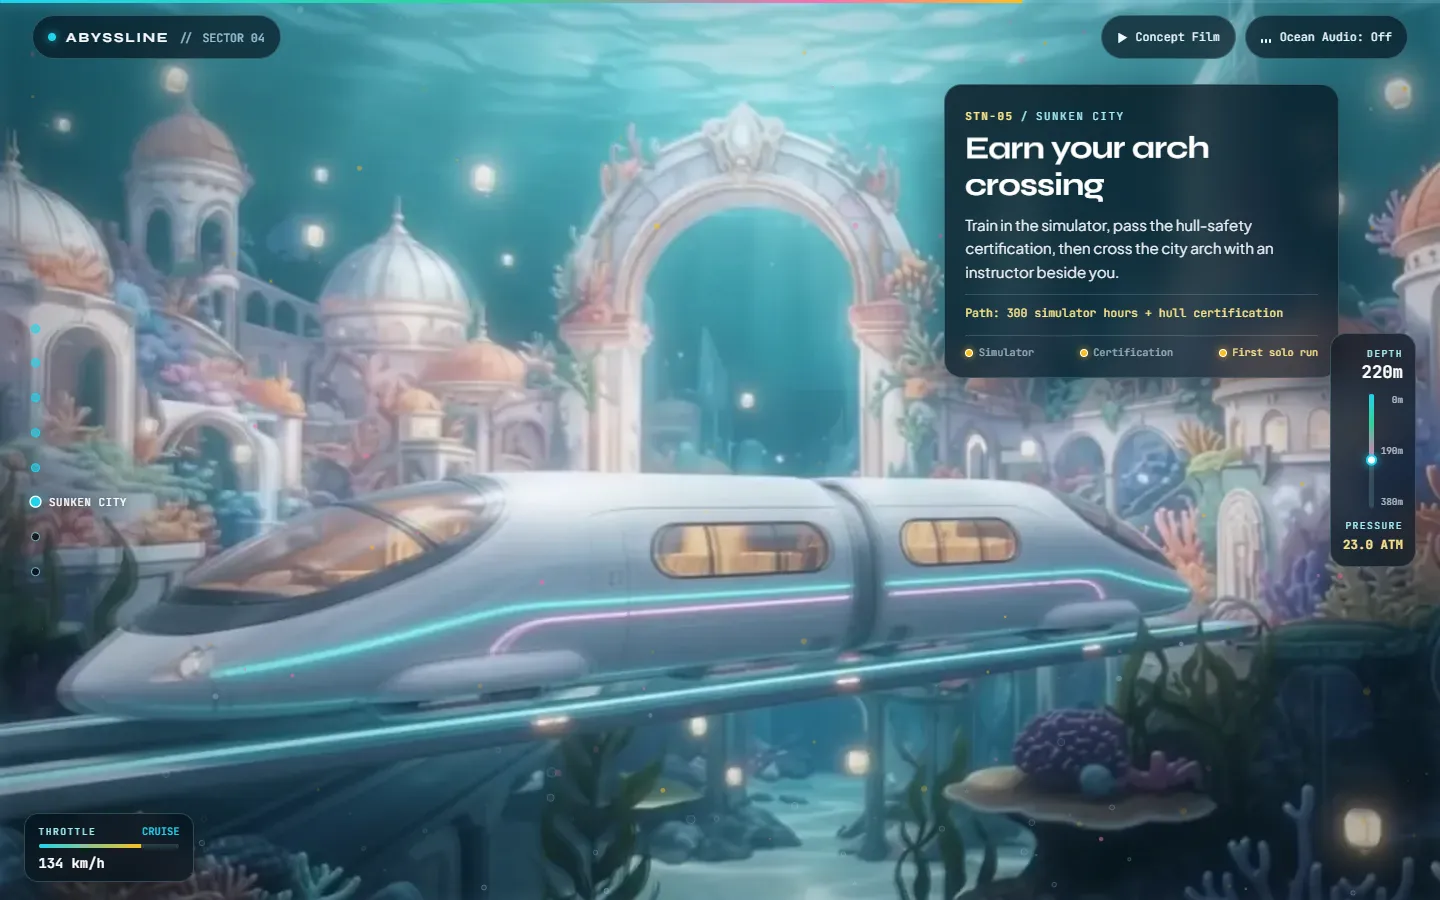 ABYSSLINE // SECTOR 04
Concept Film
Ocean Audio: Off
STN-05 / SUNKEN CITY
Earn your arch
crossing
Train in the simulator, pass the hull-safety
certification, then cross the city arch with an
instructor beside you.
Path: 300 simulator hours + hull certification
Simulator
Certification
First solo run
DEPTH
220m
0m
190m
380m
PRESSURE
23.0 ATM
SUNKEN CITY
THROTTLE
CRUISE
134 km/h